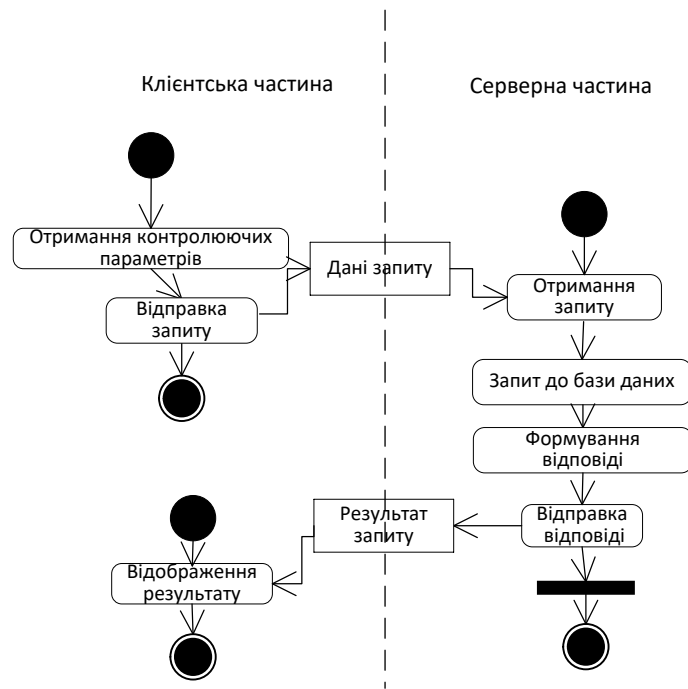 Клієнтська частина
Серверна частина
Отримання контролюючих
параметрів
Дані запиту
Отримання
запиту
Відправка
запиту
Запит до бази даних
Формування
відповіді
Результат
запиту
Відправка
відповіді
Відображення
результату